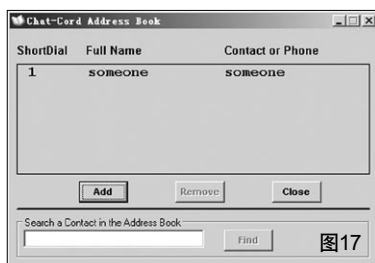 Chat-Cord Address Book
ShortDial Full Name Contact or Phone
1 someone someone
Add Remove Close
Search a Contact in the Address Book
Find
图17